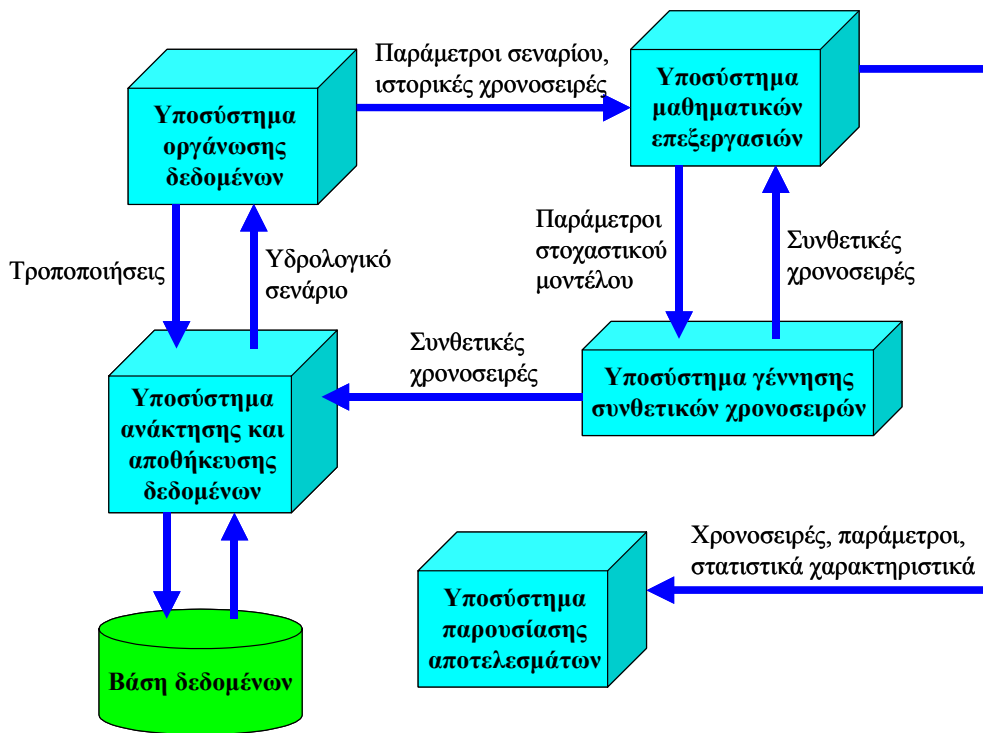 Παράμετροι σεναρίου,
ιστορικές χρονοσειρές
Υποσύστημα
μαθηματικών
επεξεργασιών
Υποσύστημα
οργάνωσης
δεδομένων
Τροποποιήσεις
Υδρολογικό
σενάριο
Παράμετροι
στοχαστικού
μοντέλου
Συνθετικές
χρονοσειρές
Συνθετικές
χρονοσειρές
Υποσύστημα γέννησης
συνθετικών χρονοσειρών
Υποσύστημα
ανάκτησης και
αποθήκευσης
δεδομένων
Χρονοσειρές, παράμετροι,
στατιστικά χαρακτηριστικά
Υποσύστημα
παρουσίασης
αποτελεσμάτων
Βάση δεδομένων